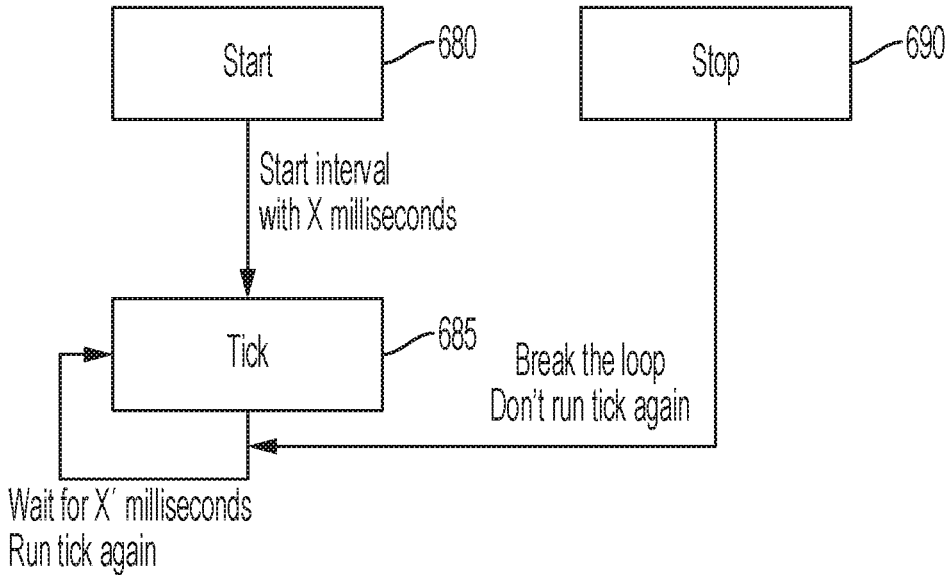 Start
680
Stop
690
Start interval
with X milliseconds
Tick
685
Break the loop
Don't run tick again
Wait for X′ milliseconds
Run tick again